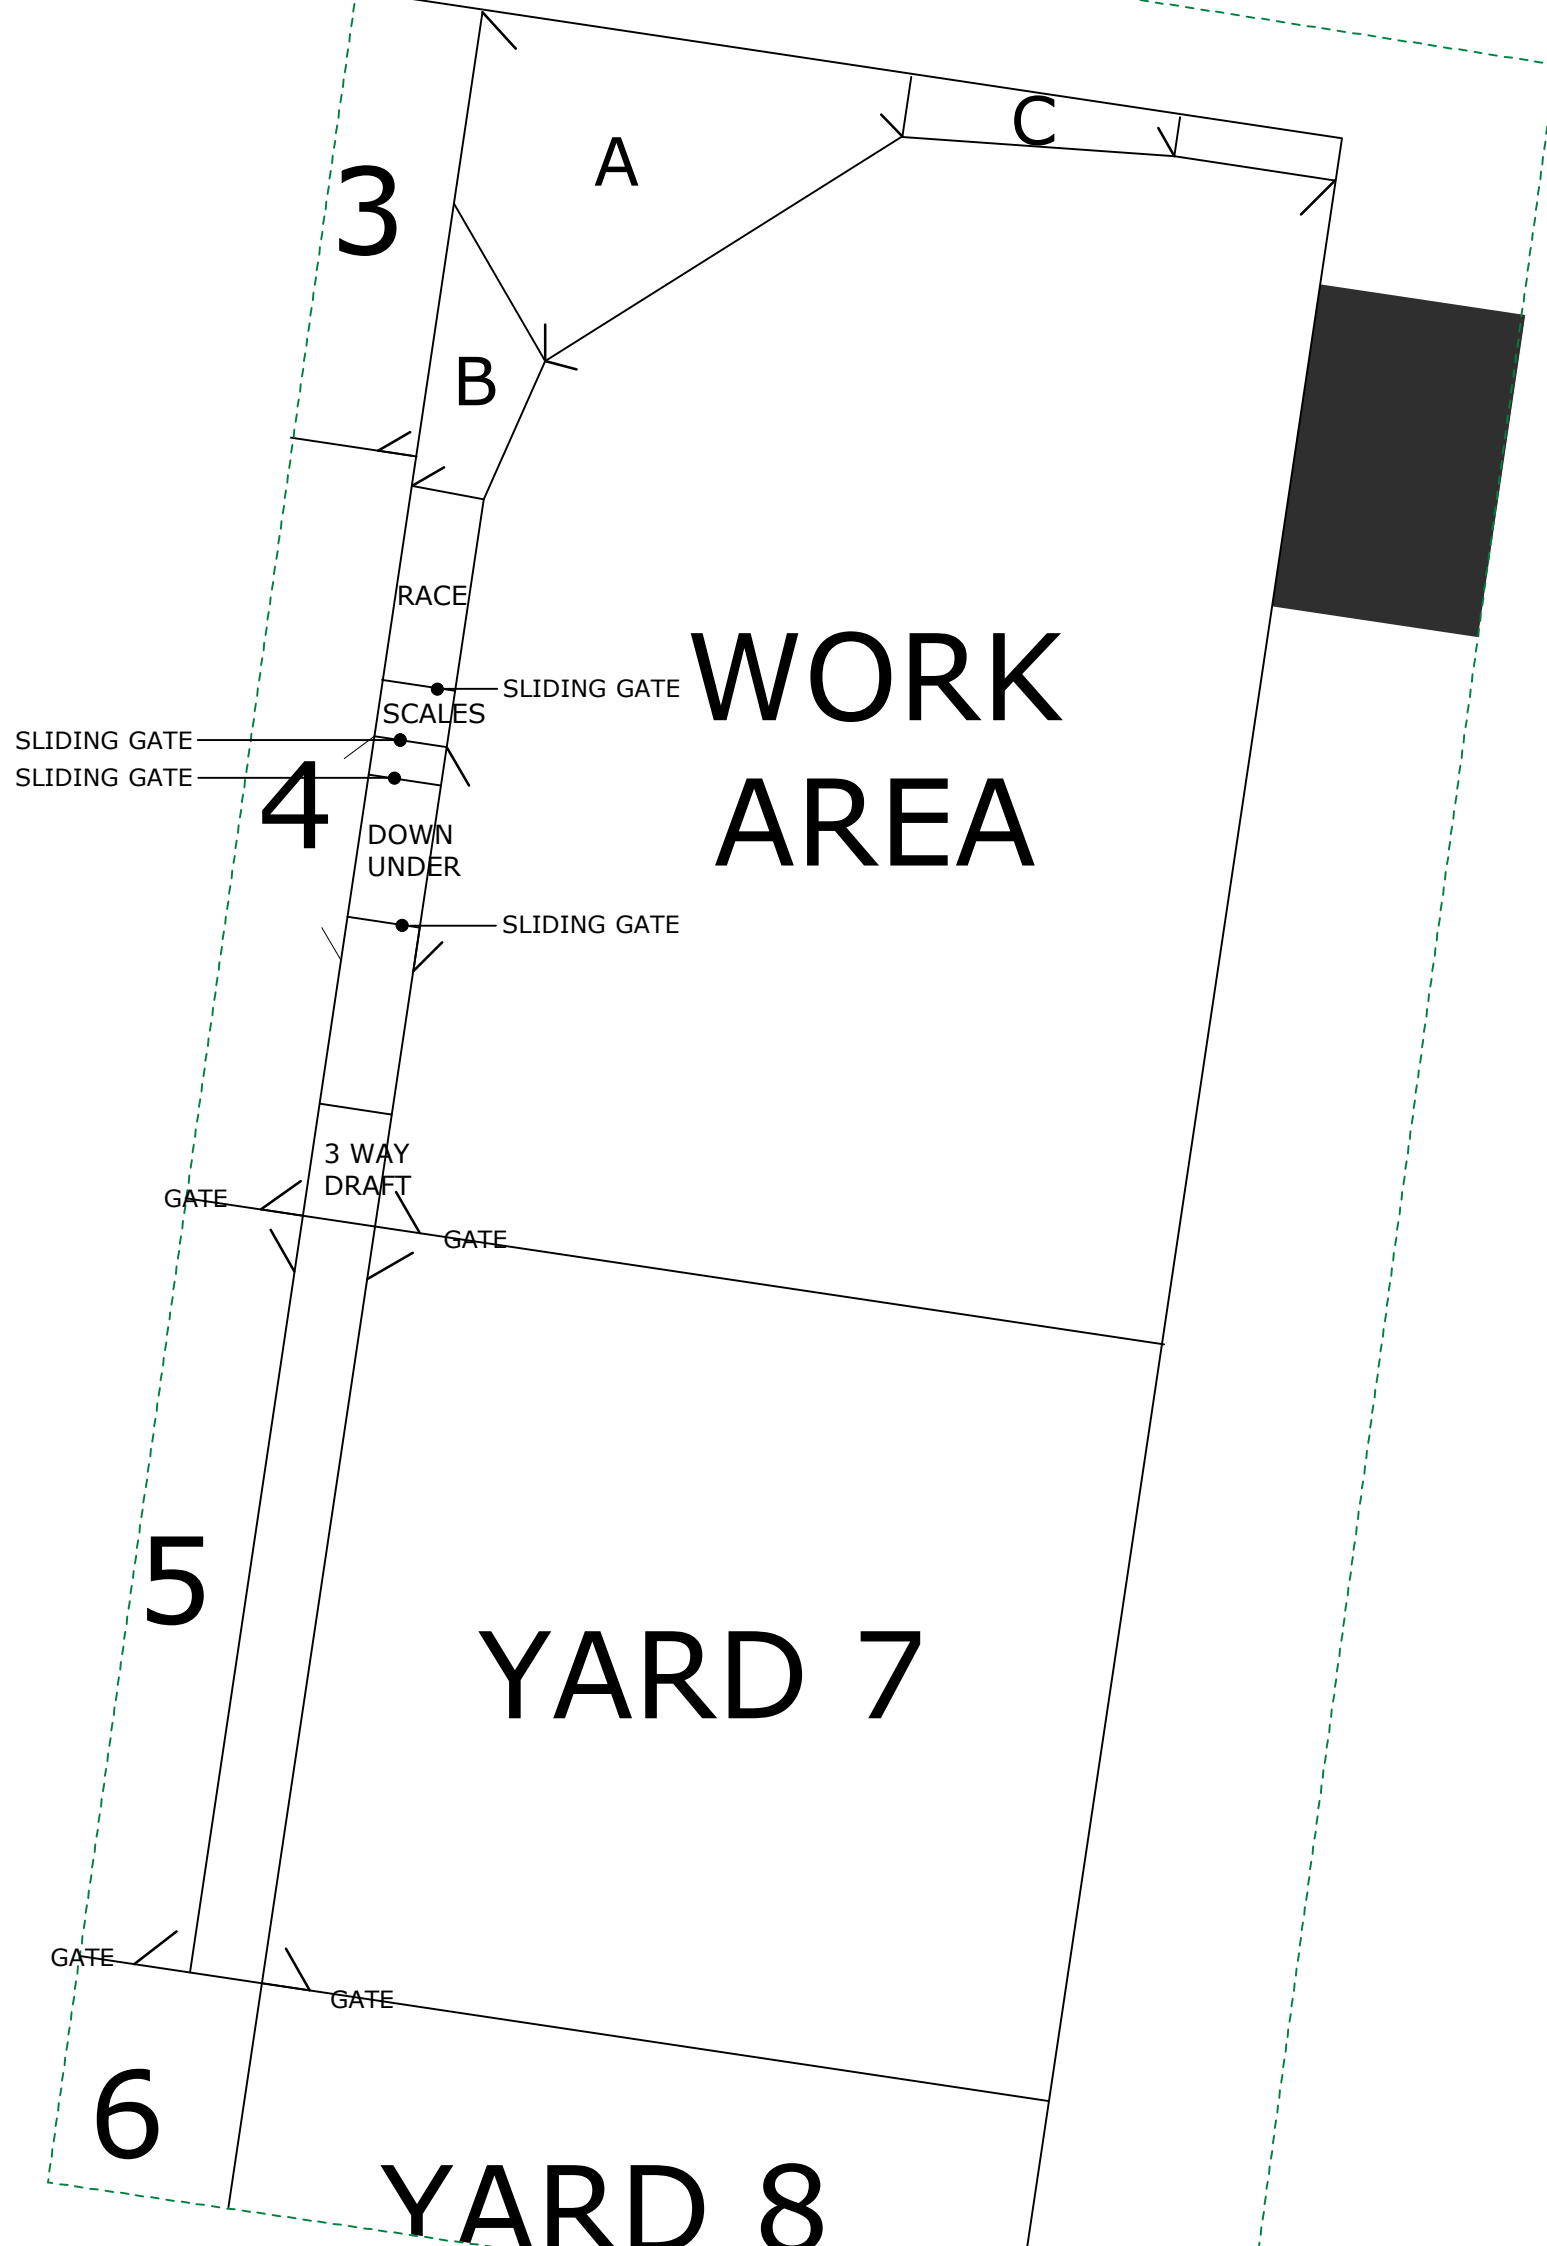 C
A
3
B
RACE
WORK
AREA
SLIDING GATE
SCALES
SLIDING GATE
SLIDING GATE
4
DOWN
UNDER
SLIDING GATE
3 WAY
DRAFT
GATE
GATE
5
YARD 7
GATE
GATE
6
YARD 8